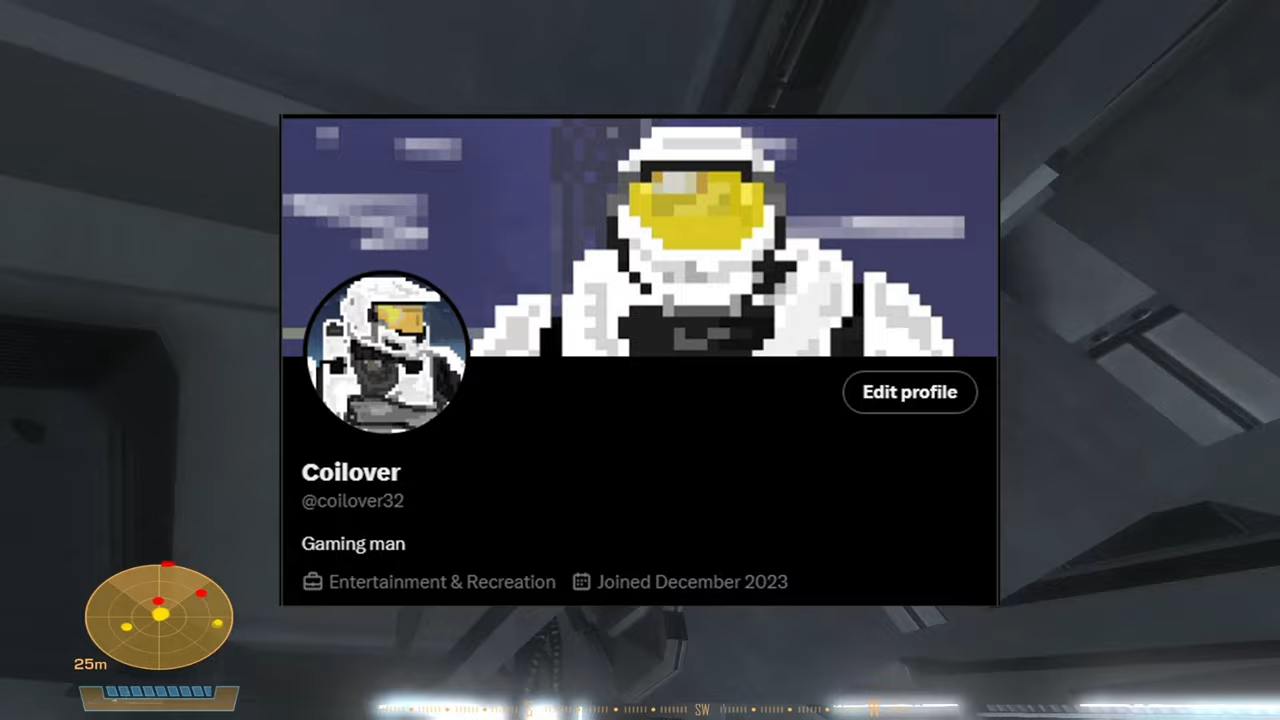 Edit profile
Coilover
@coilover32
Gaming man
Entertainment & Recreation Joined December 2023
25m
SW
W